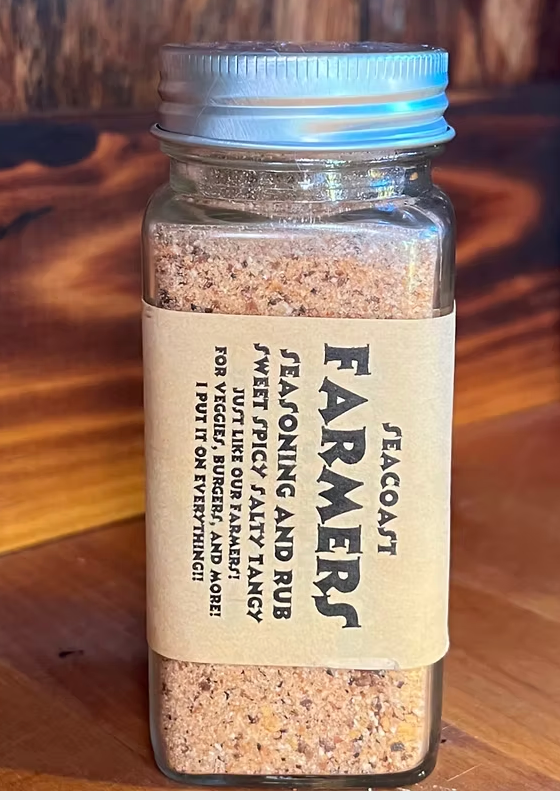 SEACOAST
FARMERS
SEASONING AND RUB
SWEET SPICY SALTY TANGY
JUST LIKE OUR FARMERS!
FOR VEGGIES, BURGERS, AND MORE!
I PUT IT ON EVERYTHING!!